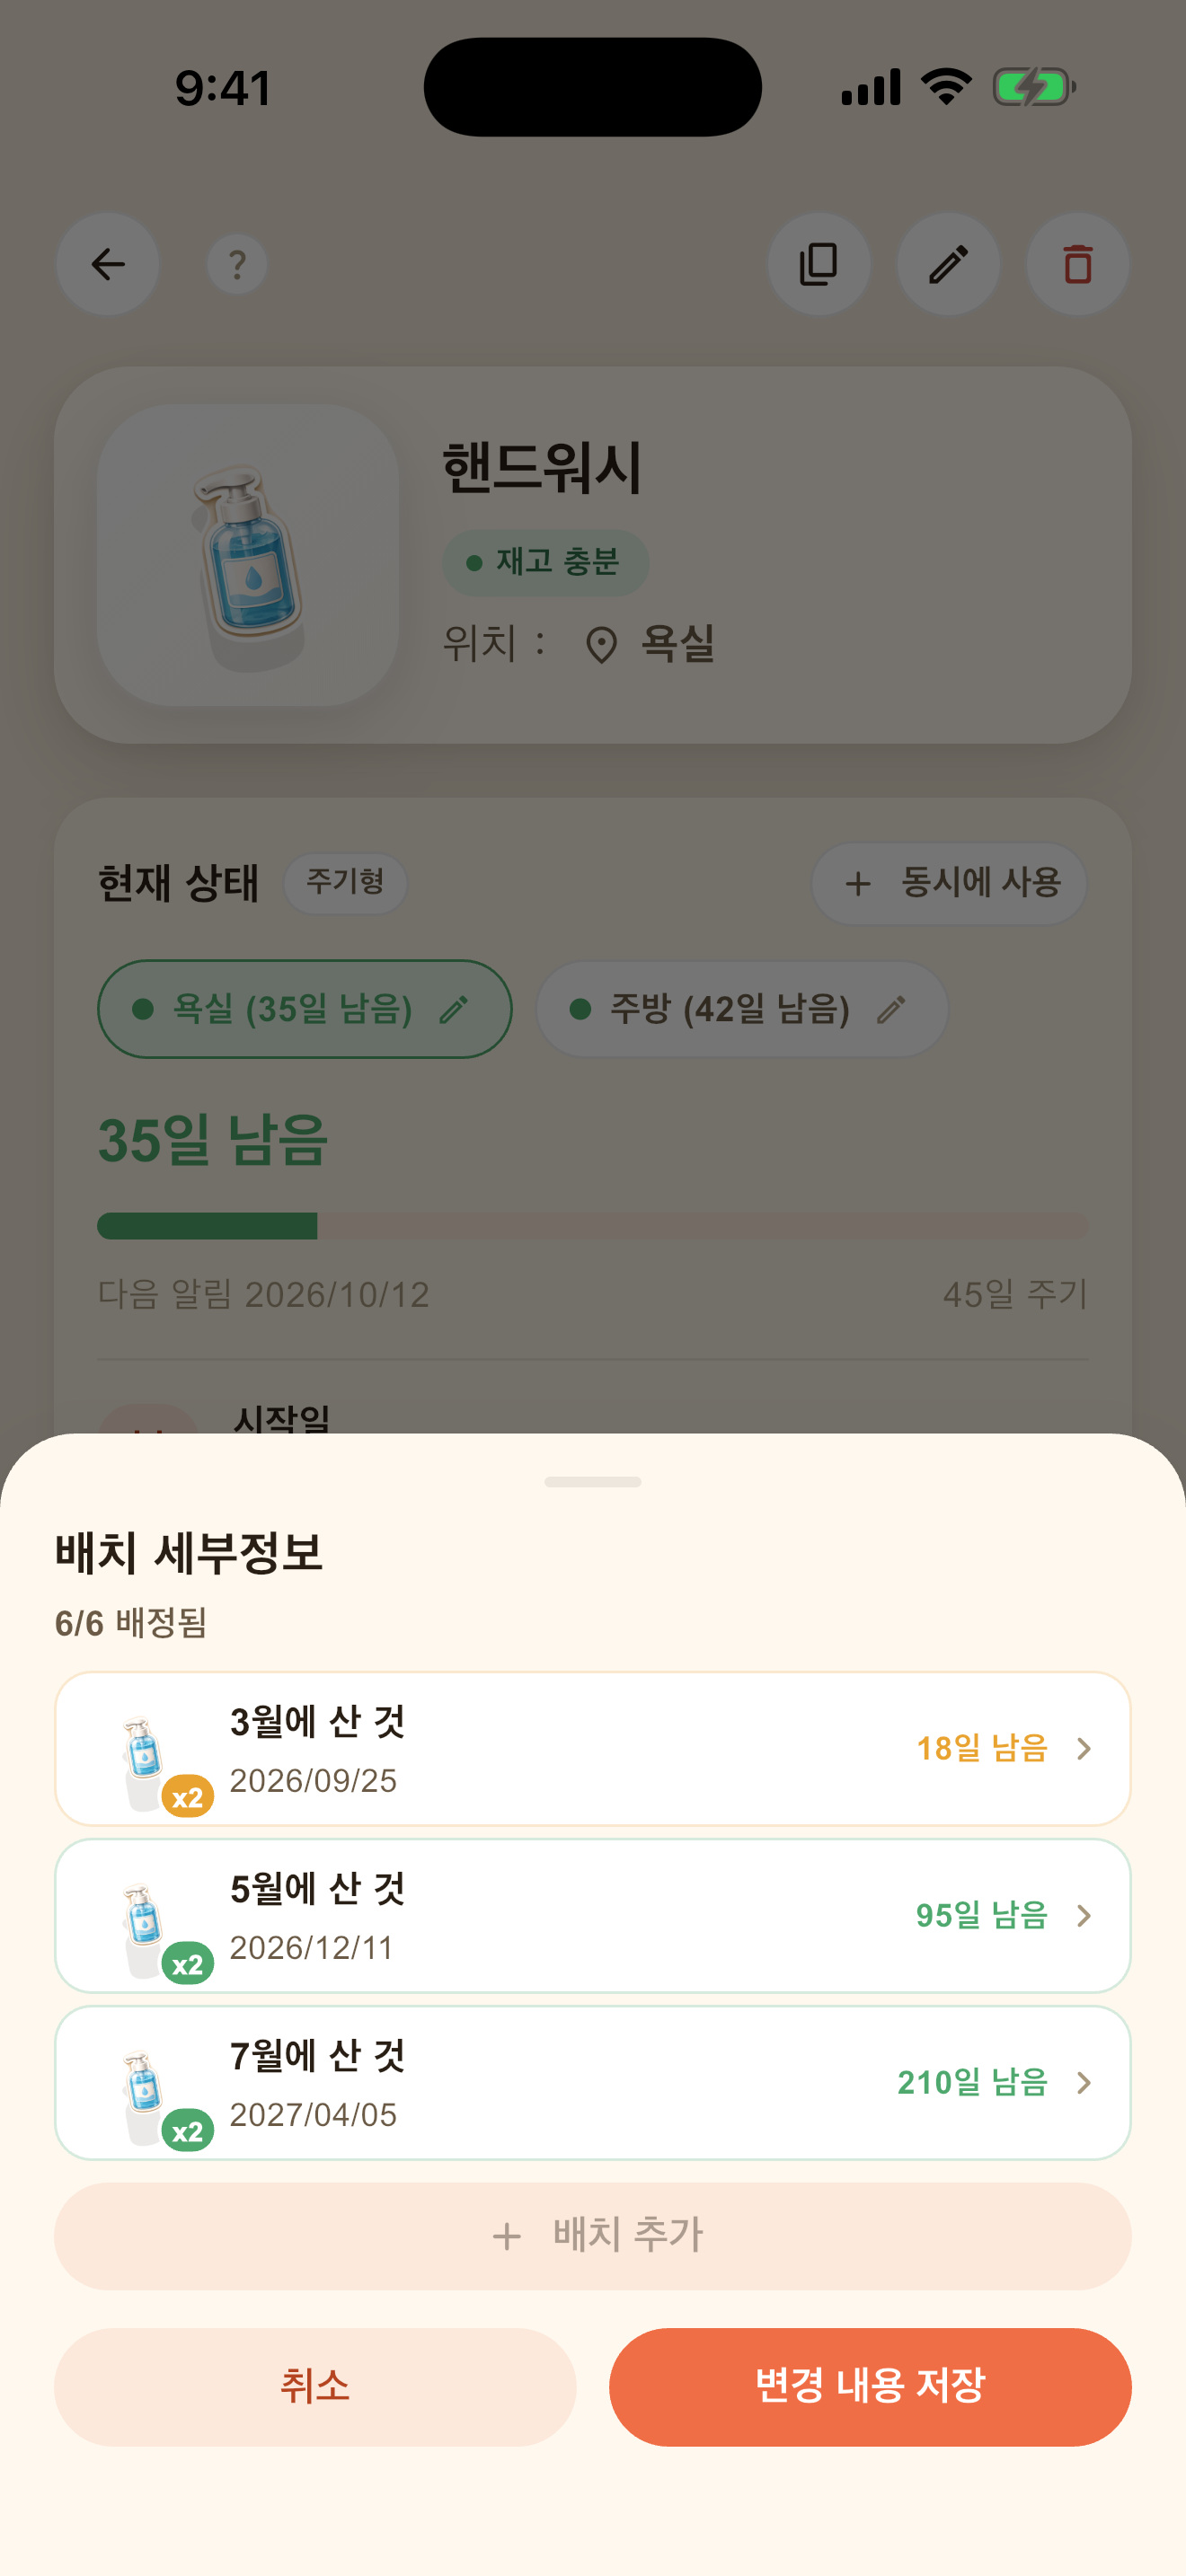 9:41
?
핸드워시
재고 충분
위치 : 욕실
현재 상태
주기형
+ 동시에 사용
욕실 (35일 남음)
주방 (42일 남음)
35일 남음
다음 알림 2026/10/12
45일 주기
시작일
배치 세부정보
6/6 배정됨
3월에 산 것
2026/09/25
x2
18일 남음
5월에 산 것
2026/12/11
x2
95일 남음
7월에 산 것
2027/04/05
x2
210일 남음
+ 배치 추가
취소
변경 내용 저장